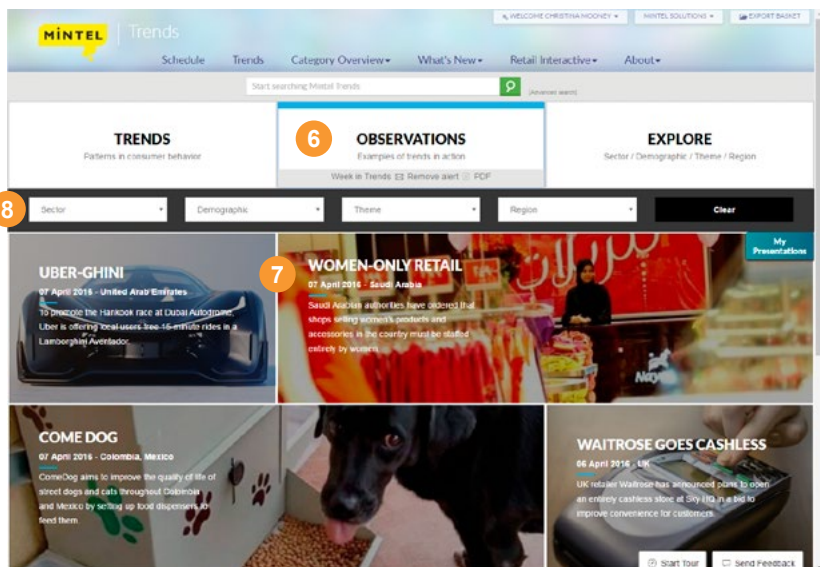 WELCOME CHRISTINA MOONEY
MINTEL SOLUTIONS
EXPORT BASKET
MINTEL
Trends
Schedule
Trends
Category Overview
What's New
Retail Interactive
About
Start searching Mintel Trends
(Advanced search)
TRENDS
Patterns in consumer behavior
6
OBSERVATIONS
Examples of trends in action
Week in Trends Remove alert PDF
EXPLORE
Sector / Demographic / Theme / Region
8
Sector
Demographic
Theme
Region
Clear
My
Presentations
UBER-GHINI
07 April 2016 - United Arab Emirates
To promote the Hankook race at Dubai Autodrome,
Uber is offering local users free 15-minute rides in a
Lamborghini Aventador.
7
WOMEN-ONLY RETAIL
07 April 2016 - Saudi Arabia
Saudi Arabian authorities have ordered that
shops selling women's products and
accessories in the country must be staffed
entirely by women.
Nay
COME DOG
07 April 2016 - Colombia, Mexico
ComeDog aims to improve the quality of life of
street dogs and cats throughout Colombia
and Mexico by setting up food dispensers to
feed them.
WAITROSE GOES CASHLESS
06 April 2016 - UK
UK retailer Waitrose has announced plans to open
an entirely cashless store at Sky HQ in a bid to
improve convenience for customers.
Start Tour
Send Feedback